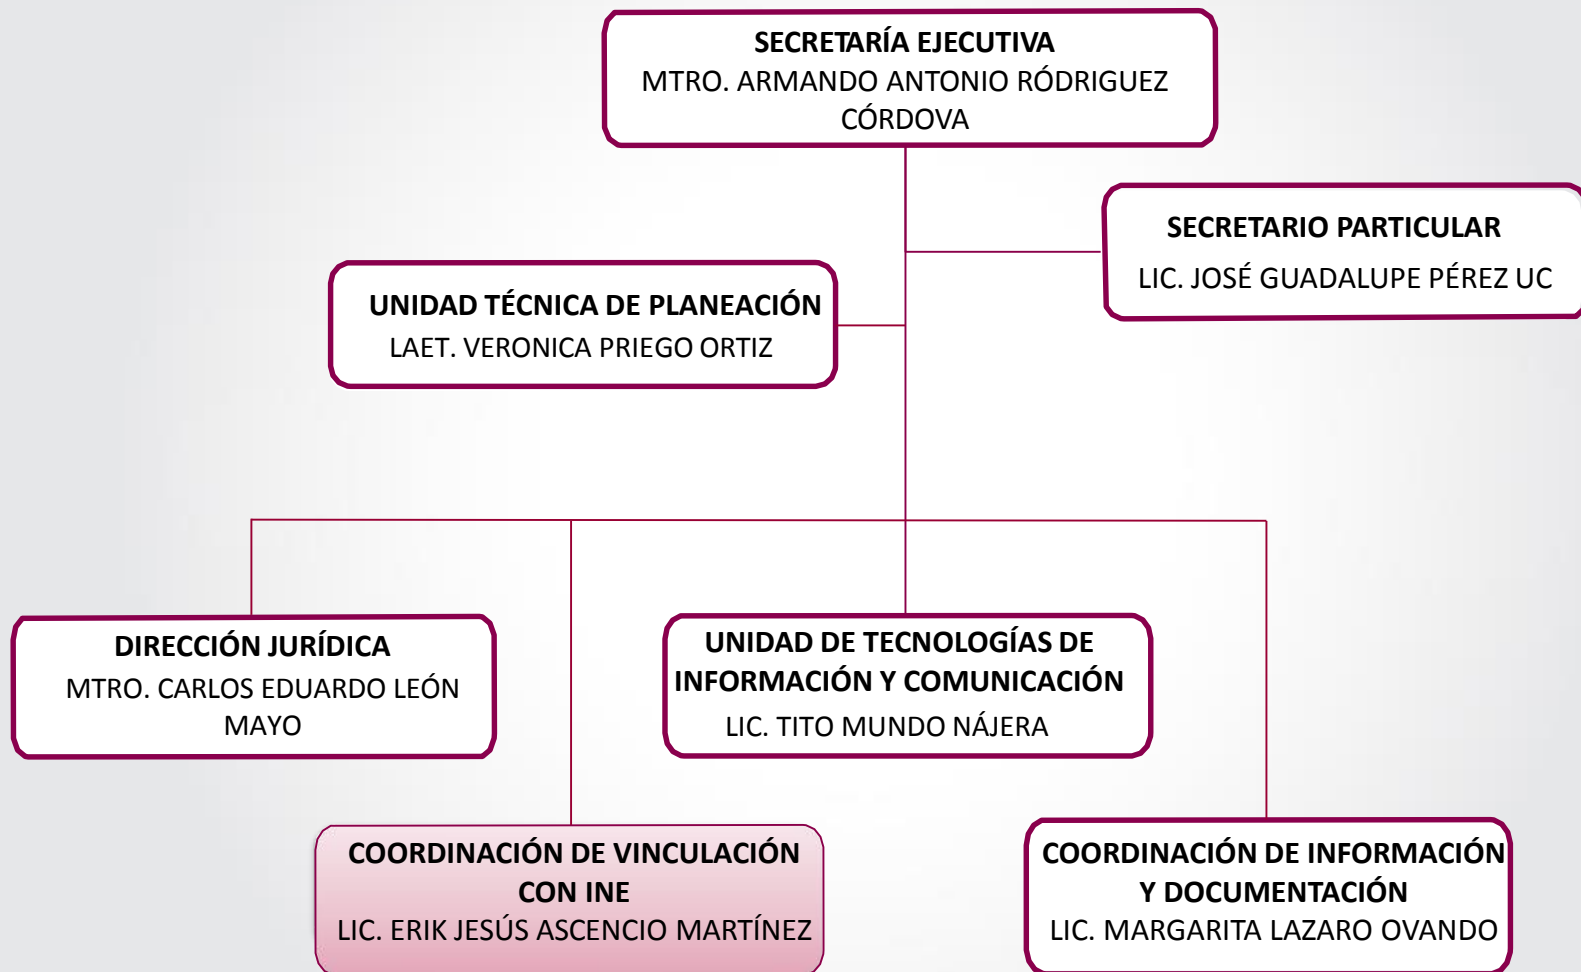 SECRETARÍA EJECUTIVA
MTRO. ARMANDO ANTONIO RÓDRIGUEZ
CÓRDOVA
SECRETARIO PARTICULAR
LIC. JOSÉ GUADALUPE PÉREZ UC
UNIDAD TÉCNICA DE PLANEACIÓN
LAET. VERONICA PRIEGO ORTIZ
DIRECCIÓN JURÍDICA
MTRO. CARLOS EDUARDO LEÓN
MAYO
UNIDAD DE TECNOLOGÍAS DE
INFORMACIÓN Y COMUNICACIÓN
LIC. TITO MUNDO NÁJERA
COORDINACIÓN DE VINCULACIÓN
CON INE
LIC. ERIK JESÚS ASCENCIO MARTÍNEZ
COORDINACIÓN DE INFORMACIÓN
Y DOCUMENTACIÓN
LIC. MARGARITA LAZARO OVANDO